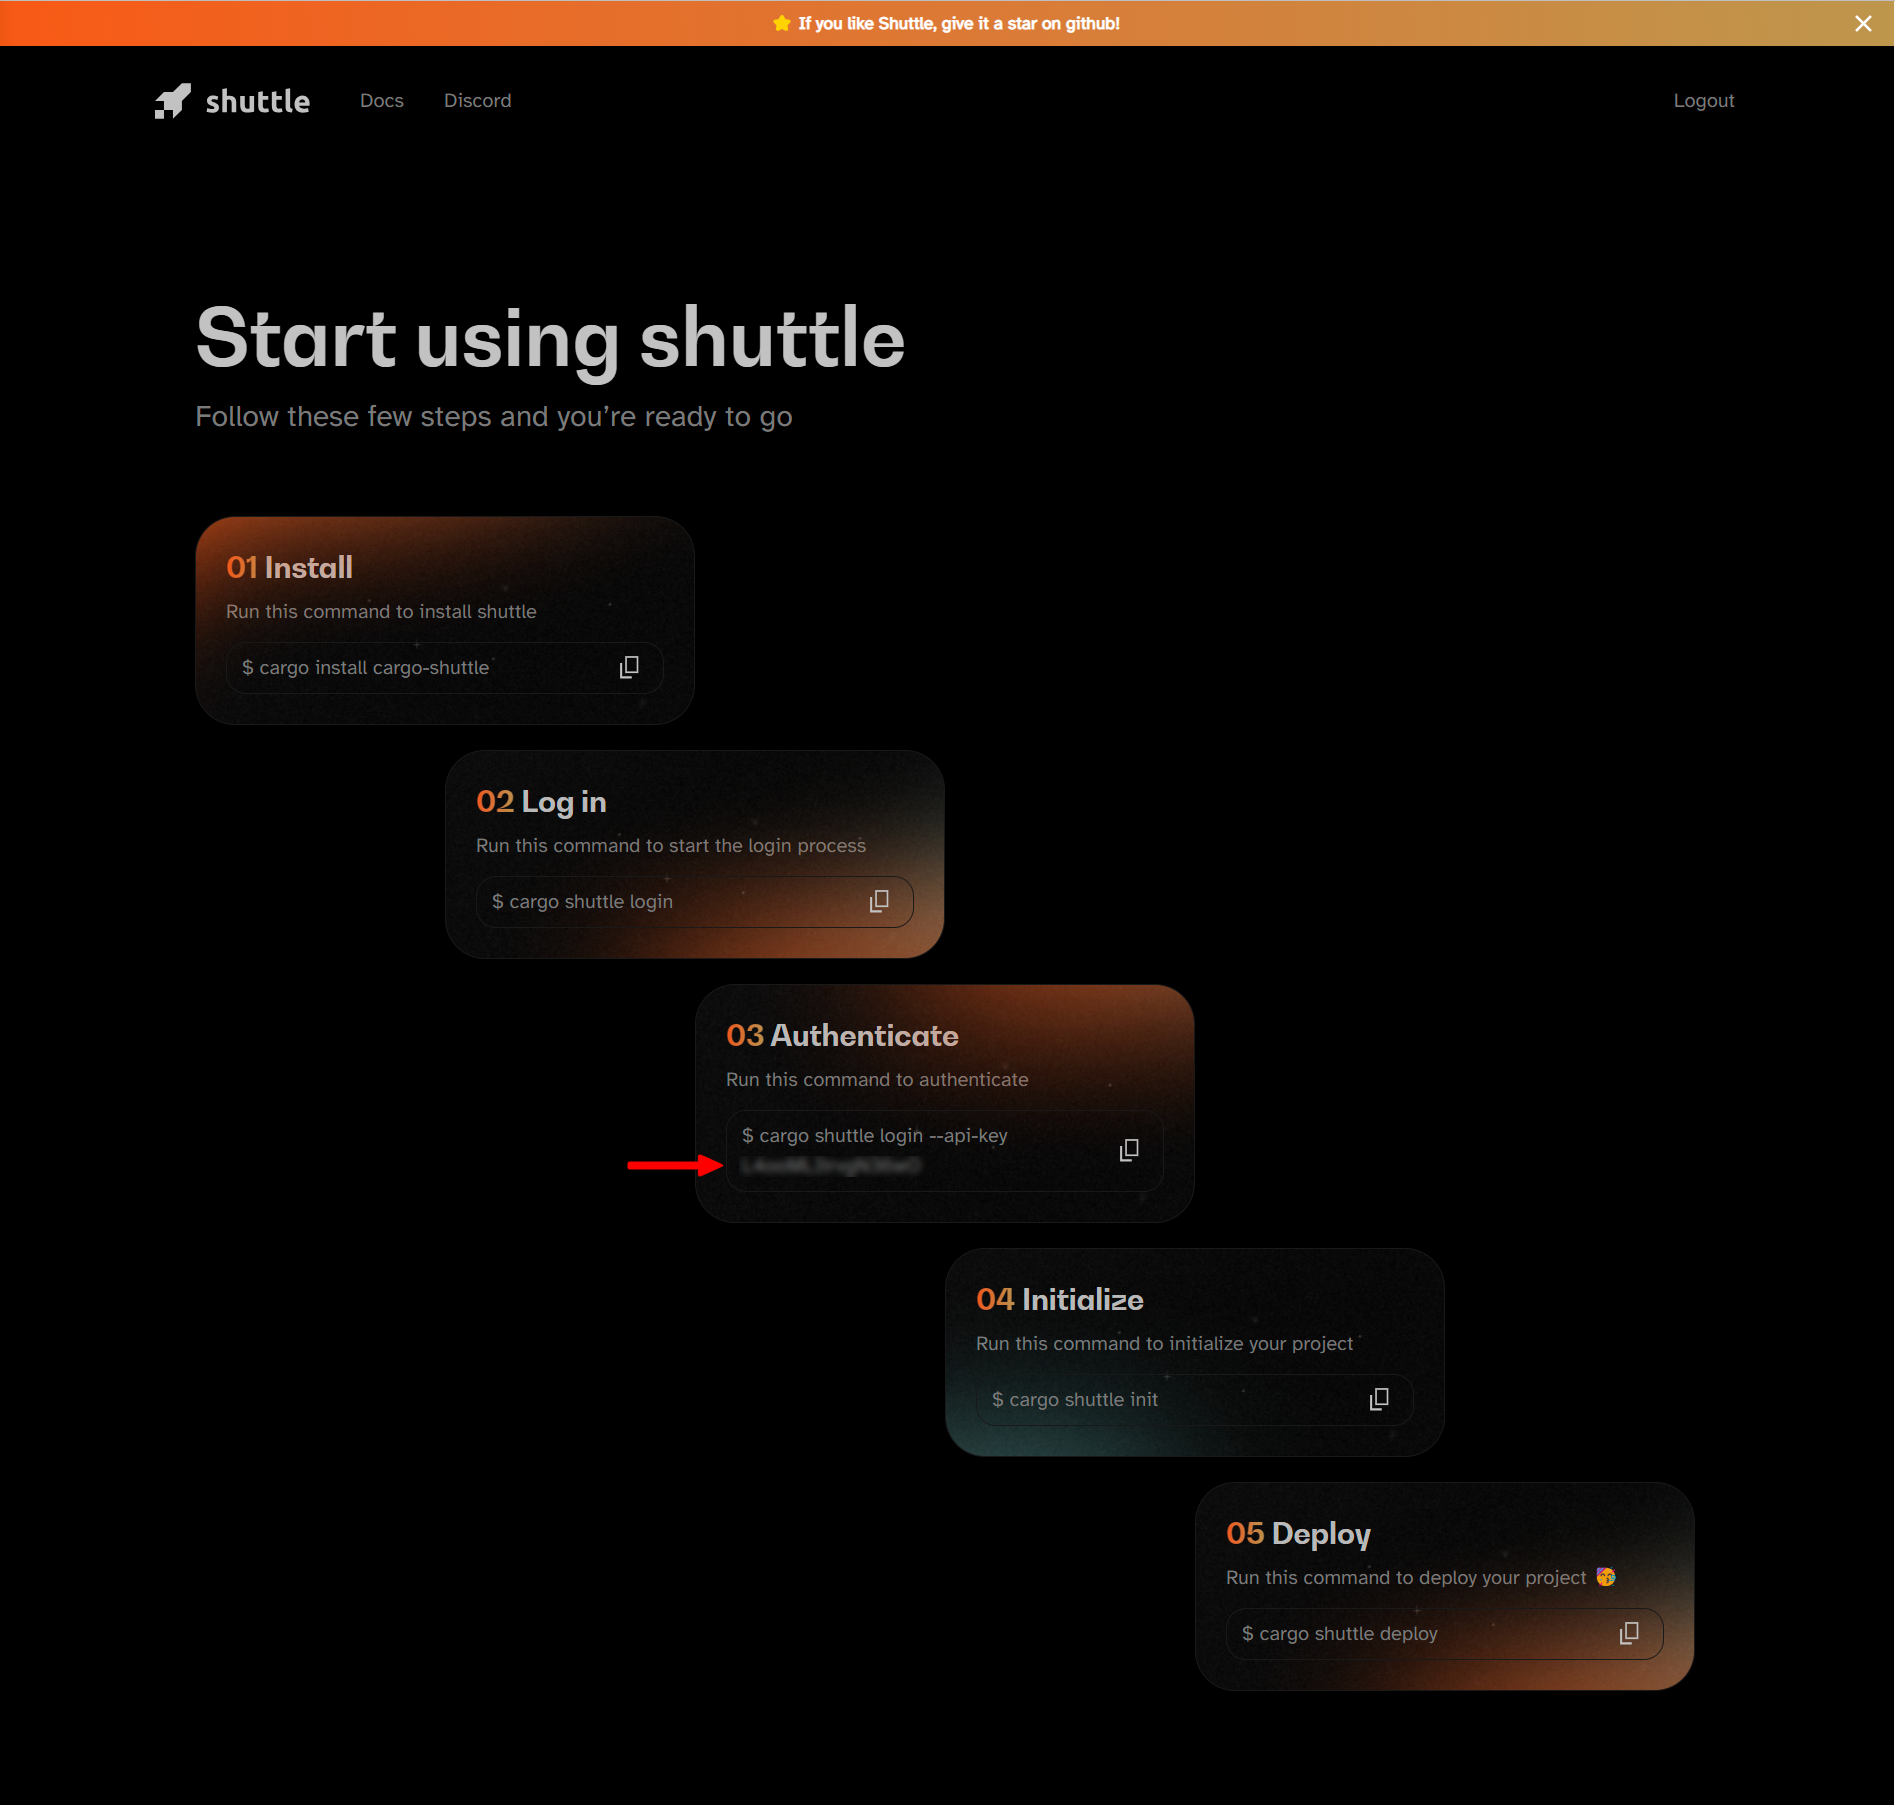 ⭐ If you like Shuttle, give it a star on github!
shuttle Docs Discord Logout
Start using shuttle
Follow these few steps and you’re ready to go
01 Install
Run this command to install shuttle
$ cargo install cargo-shuttle
02 Log in
Run this command to start the login process
$ cargo shuttle login
03 Authenticate
Run this command to authenticate
$ cargo shuttle login --api-key
04 Initialize
Run this command to initialize your project
$ cargo shuttle init
05 Deploy
Run this command to deploy your project 🥳
$ cargo shuttle deploy